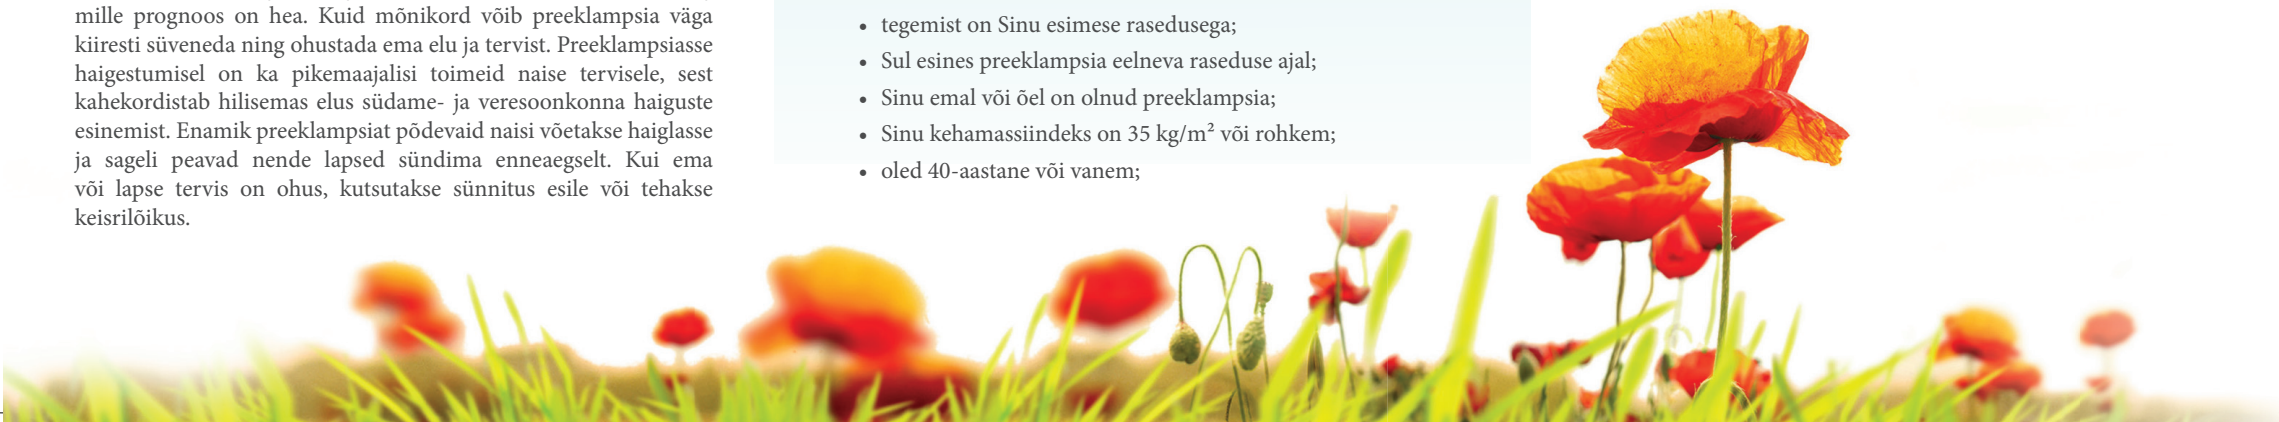 mille prognoos on hea. Kuid mõnikord võib preeklampsia väga
kiiresti süveneda ning ohustada ema elu ja tervist. Preeklampsiasse
haigestumisel on ka pikemaajalisi toimeid naise tervisele, sest
kahekordistab hilisemas elus südame- ja veresoonkonna haiguste
esinemist. Enamik preeklampsiat põdevaid naisi võetakse haiglasse
ja sageli peavad nende lapsed sündima enneaegselt. Kui ema
või lapse tervis on ohus, kutsutakse sünnitus esile või tehakse
keisrilõikus.
• tegemist on Sinu esimese rasedusega;
• Sul esines preeklampsia eelneva raseduse ajal;
• Sinu emal või õel on olnud preeklampsia;
• Sinu kehamassiindeks on 35 kg/m² või rohkem;
• oled 40-aastane või vanem;